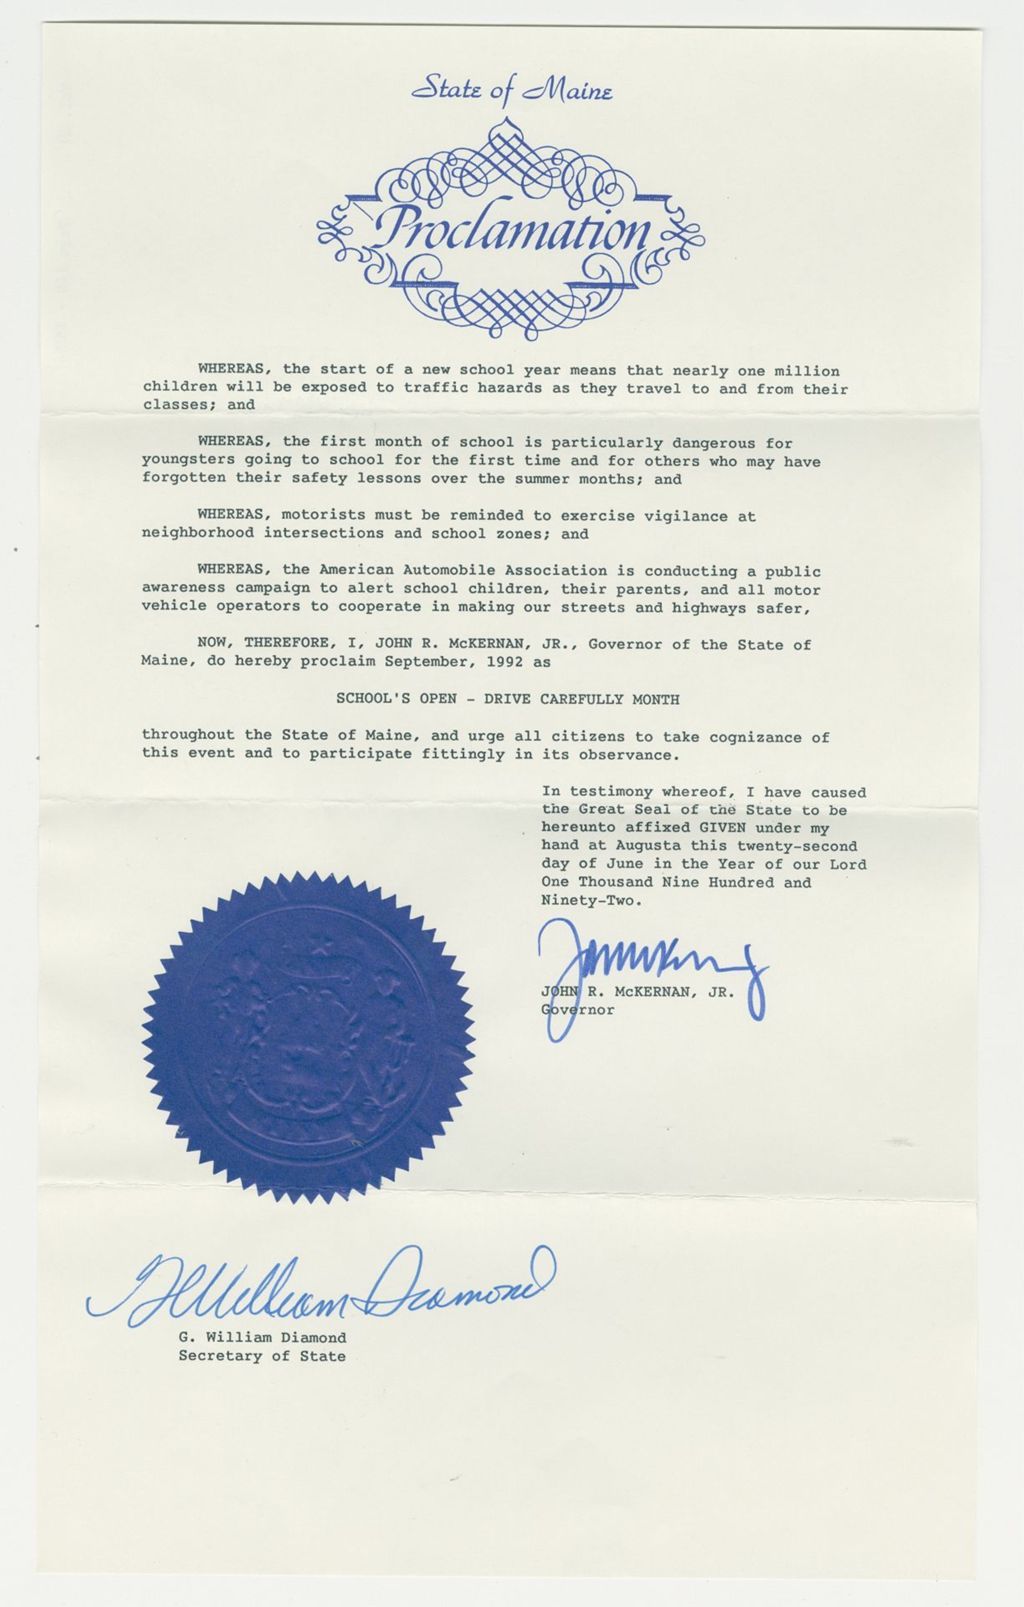 State of Maine
Proclamation
WHEREAS, the start of a new school year means that nearly one million
children will be exposed to traffic hazards as they travel to and from their
classes; and
WHEREAS, the first month of school is particularly dangerous for
youngsters going to school for the first time and for others who may have
forgotten their safety lessons over the summer months; and
WHEREAS, motorists must be reminded to exercise vigilance at
neighborhood intersections and school zones; and
WHEREAS, the American Automobile Association is conducting a public
awareness campaign to alert school children, their parents, and all motor
vehicle operators to cooperate in making our streets and highways safer,
NOW, THEREFORE, I, JOHN R. McKERNAN, JR., Governor of the State of
Maine, do hereby proclaim September, 1992 as
SCHOOL'S OPEN - DRIVE CAREFULLY MONTH
throughout the State of Maine, and urge all citizens to take cognizance of
this event and to participate fittingly in its observance.
In testimony whereof, I have caused
the Great Seal of the State to be
hereunto affixed GIVEN under my
hand at Augusta this twenty-second
day of June in the Year of our Lord
One Thousand Nine Hundred and
Ninety-Two.
JOHN R. McKERNAN, JR.
Governor
G William Diamond
G. William Diamond
Secretary of State